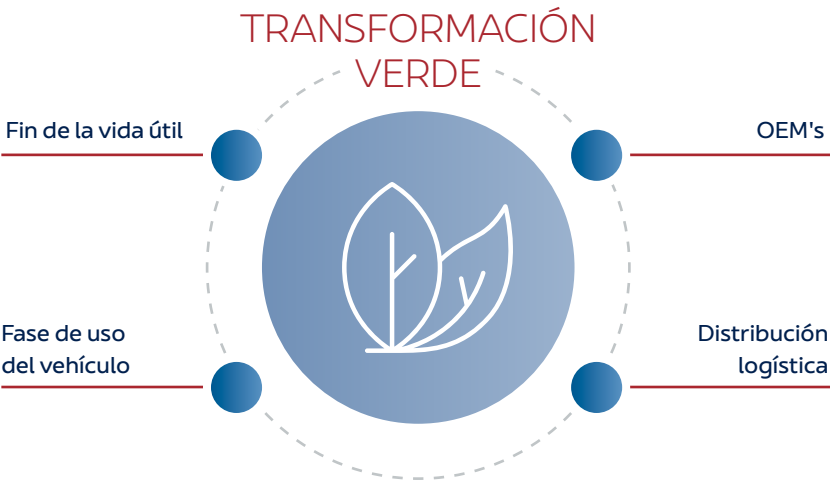 TRANSFORMACIÓN
VERDE
Fin de la vida útil
OEM's
Fase de uso
del vehículo
Distribución
logística